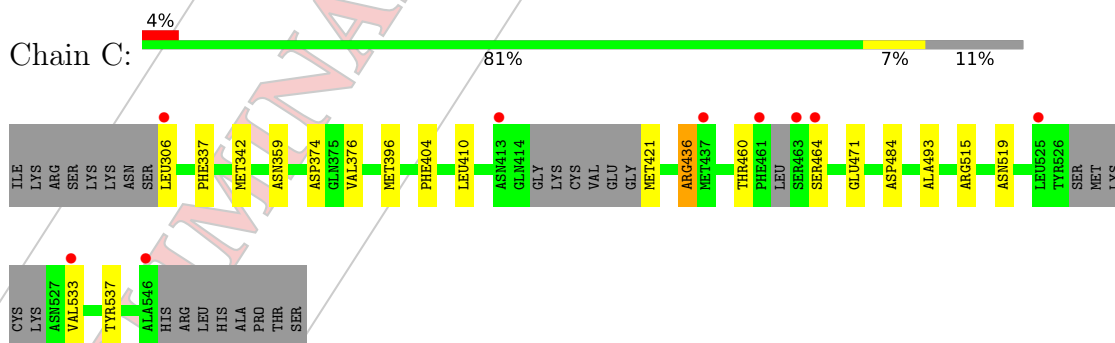 4%
Chain C:
81% 7% 11%
ILE LYS ARG SER LYS LYS ASN SER LEU306 PHE337 MET342 ASN359 ASP374 GLN375 VAL376 MET396 PHE404 LEU410 ASN413 GLN414 GLY LYS CYS VAL GLU GLY MET421 ARG436 MET437 THR460 PHE461 LEU SER463 SER464 GLU471 ASP484 ALA493 ARG515 ASN519 LEU525 TYR526 SER MET LYS
CYS LYS ASN527 VAL533 TYR537 ALA546 HIS ARG LEU HIS ALA PRO THR SER